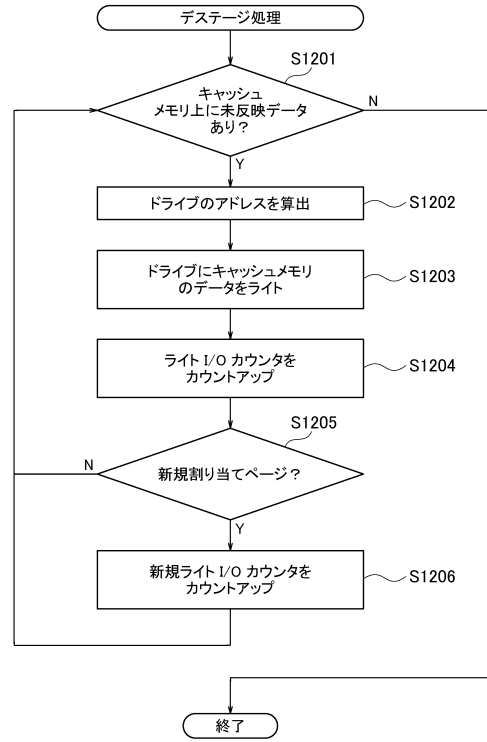 デステージ処理
S1201
キャッシュ
メモリ上に未反映データ
あり?
N
Y
ドライブのアドレスを算出
S1202
ドライブにキャッシュメモリ
のデータをライト
S1203
ライト I/O カウンタを
カウントアップ
S1204
S1205
新規割り当てページ?
N
Y
新規ライト I/O カウンタを
カウントアップ
S1206
終了